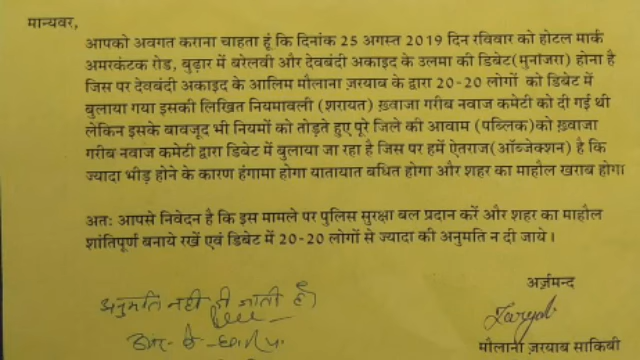 मान्यवर,
आपको अवगत कराना चाहता हूं कि दिनांक 25 अगस्त 2019 दिन रविवार को होटल मार्क
अमरकंटक रोड, बुढ़ार में बरेलवी और देवबंदी अकाइद के उलमा की डिबेट(मुनाजरा) होना है
जिस पर देवबन्दी अकाइद के आलिम मौलाना ज़रयाब के द्वारा 20-20 लोगों को डिबेट में
बुलाया गया इसकी लिखित नियमावली (शरायत) ख़्वाजा गरीब नवाज कमेटी को दी गई थी
लेकिन इसके बावजूद भी नियमों को तोड़ते हुए पूरे जिले की आवाम (पब्लिक)को ख़्वाजा
गरीब नवाज कमेटी द्वारा डिबेट में बुलाया जा रहा है जिस पर हमें ऐतराज(ऑब्जेक्शन) है कि
ज्यादा भीड़ होने के कारण हंगामा होगा यातायात बधित होगा और शहर का माहौल खराब होगा
अतः आपसे निवेदन है कि इस मामले पर पुलिस सुरक्षा बल प्रदान करें और शहर का माहौल
शांतिपूर्ण बनाये रखें एवं डिबेट में 20-20 लोगों से ज्यादा की अनुमति न दी जाये ।
अर्ज़मन्द
अनुमति नहीं दी जाती है
Zaryab
मौलाना ज़रयाब साकिबी